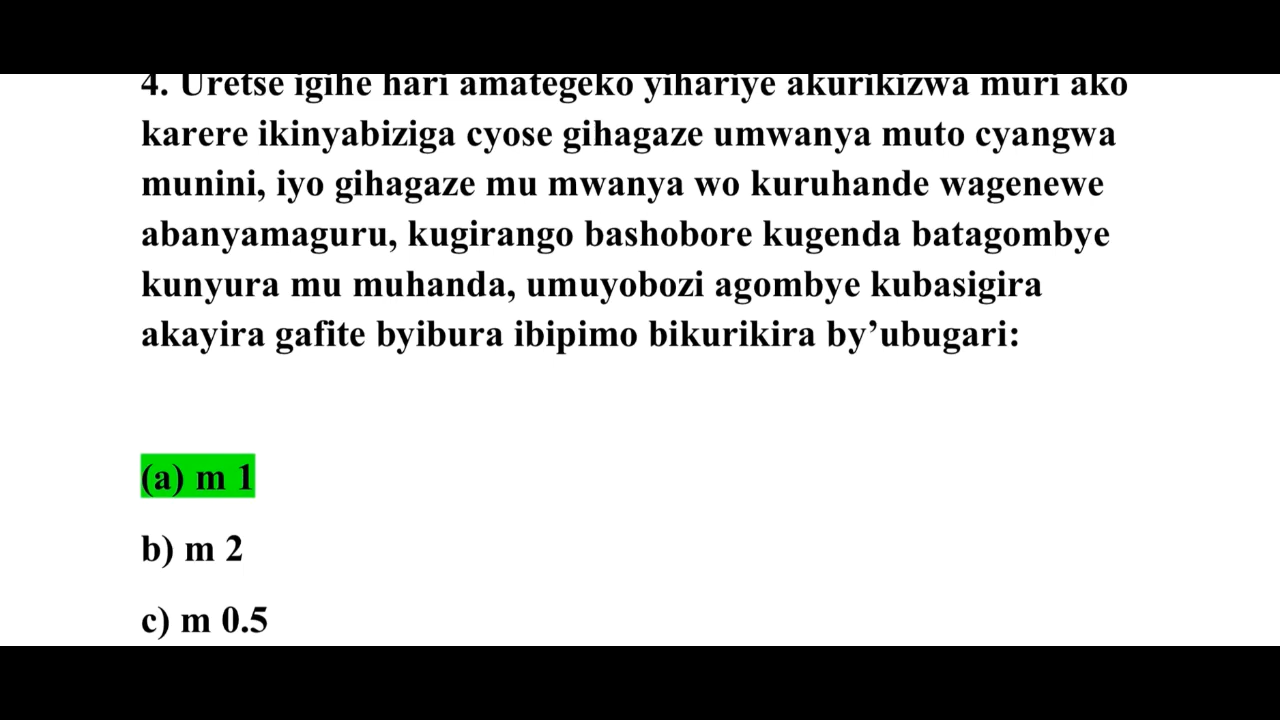 4. Uretse igihe hari amategeko yihariye akurikizwa muri ako
karere ikinyabiziga cyose gihagaze umwanya muto cyangwa
munini, iyo gihagaze mu mwanya wo kuruhande wagenewe
abanyamaguru, kugirango bashobore kugenda batagombye
kunyura mu muhanda, umuyobozi agombye kubasigira
akayira gafite byibura ibipimo bikurikira by’ubugari:
(a) m 1
b) m 2
c) m 0.5